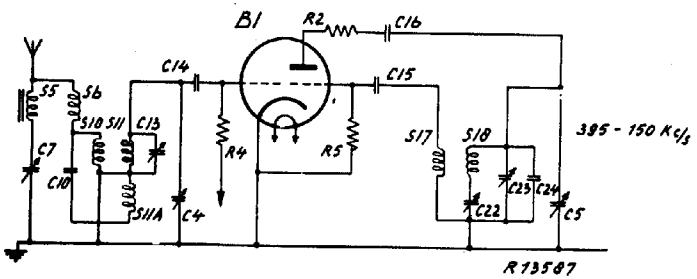 B1
R2
C16
C14
C15
S5
S6
S10
S11
C13
C7
C10
S11A
C4
R4
R5
S17
S18
395 - 150 Kc/s
C23
C24
C22
C5
R13587